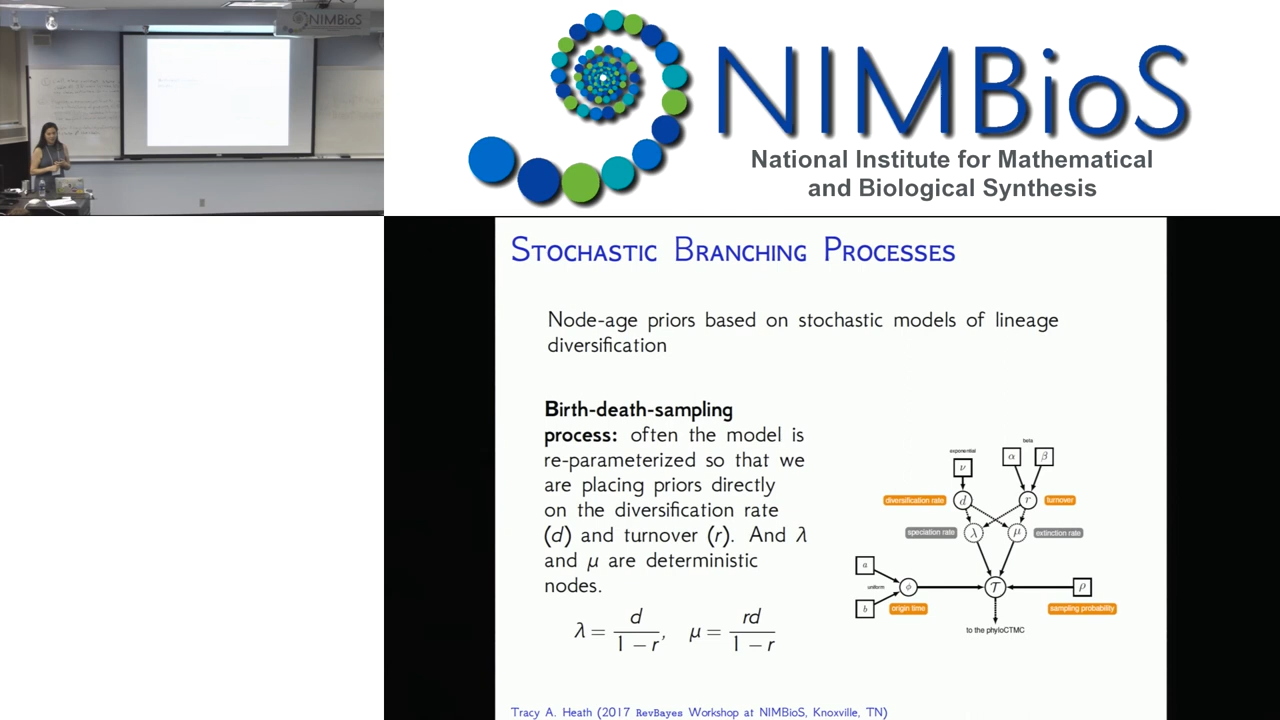 NIMBioS
NIMBioS
National Institute for Mathematical
and Biological Synthesis
Stochastic Branching Processes
Node-age priors based on stochastic models of lineage
diversification
Birth-death-sampling
process: often the model is
re-parameterized so that we
are placing priors directly
on the diversification rate
(d) and turnover (r). And λ
and μ are deterministic
nodes.
λ = d / 1 − r, μ = rd / 1 − r
exponential
beta
ν
α β
diversification rate d r turnover
speciation rate λ μ extinction rate
a
uniform ϕ T ρ
b origin time sampling probability
to the phyloCTMC
Tracy A. Heath (2017 RevBayes Workshop at NIMBioS, Knoxville, TN)